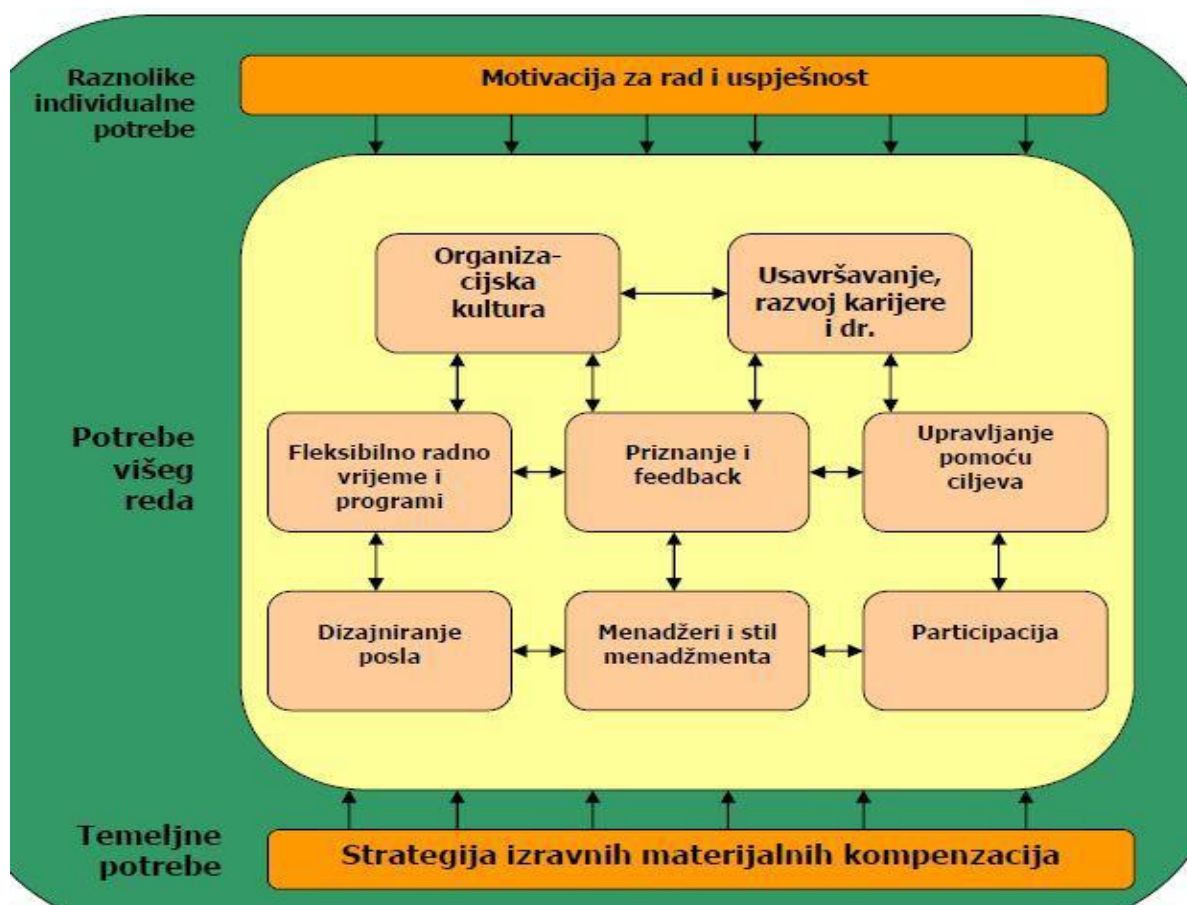 Raznolike
individualne
potrebe
Motivacija za rad i uspješnost
Organiza-
cijska
kultura
Usavršavanje,
razvoj karijere
i dr.
Potrebe
višeg
reda
Fleksibilno radno
vrijeme i
programi
Priznanje i
feedback
Upravljanje
pomoću
ciljeva
Dizajniranje
posla
Menadžeri i stil
menadžmenta
Participacija
Temeljne
potrebe
Strategija izravnih materijalnih kompenzacija